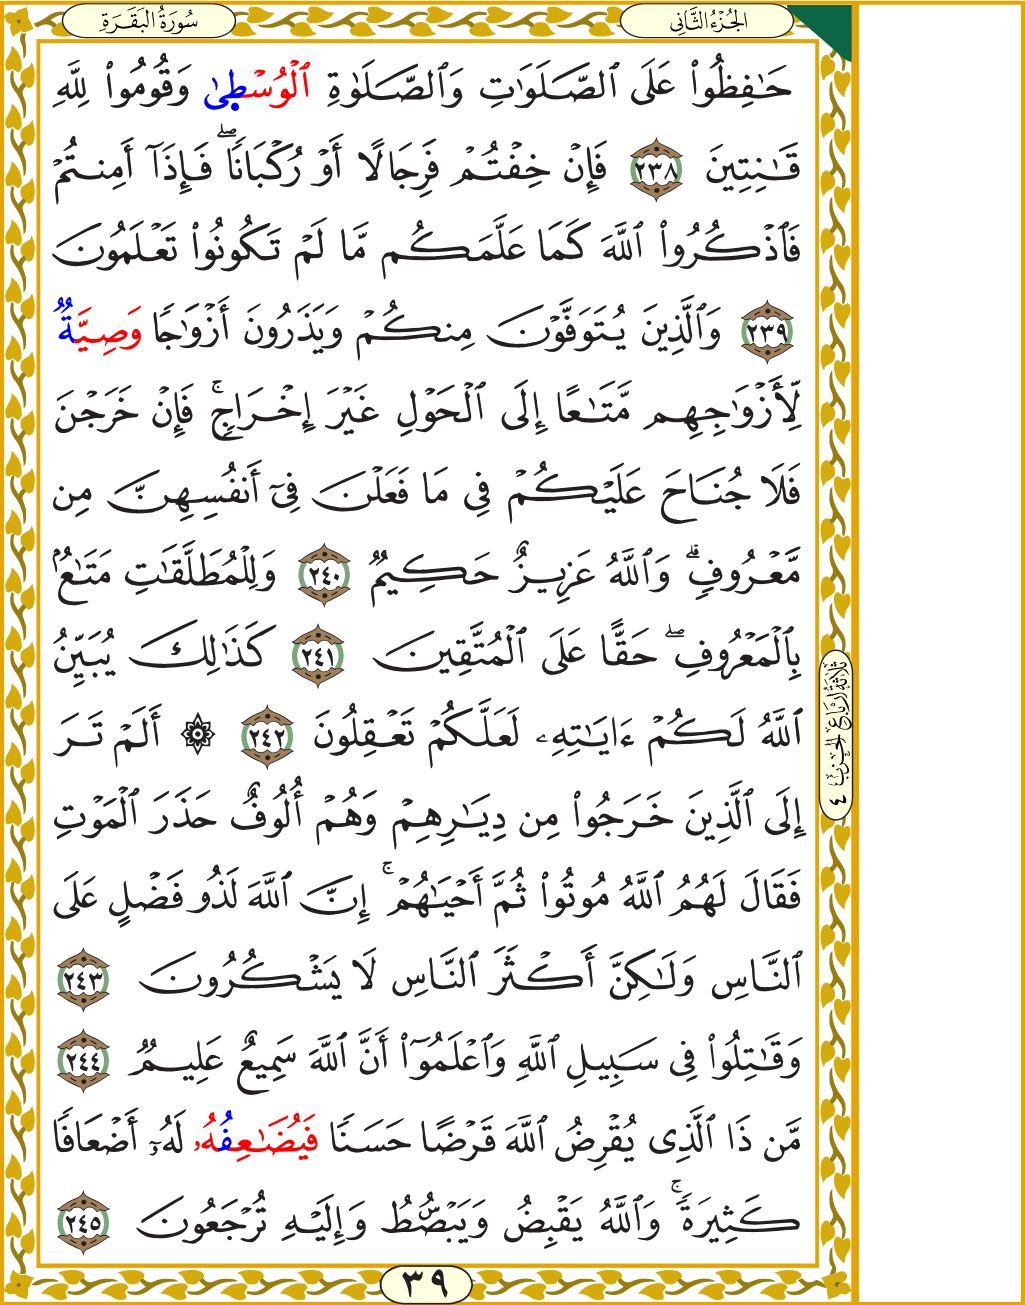 سُورَةُ البَقَرَةِ
الجُزْءُ الثَّانِي
حَٰفِظُوا۟ عَلَى ٱلصَّلَوَٰتِ وَٱلصَّلَوٰةِ ٱلْوُسْطِىٰ وَقُومُوا۟ لِلَّهِ
قَٰنِتِينَ ٢٣٨ فَإِنْ خِفْتُمْ فَرِجَالًا أَوْ رُكْبَانًا ۖ فَإِذَآ أَمِنتُمْ
فَٱذْكُرُوا۟ ٱللَّهَ كَمَا عَلَّمَكُم مَّا لَمْ تَكُونُوا۟ تَعْلَمُونَ
٢٣٩ وَٱلَّذِينَ يُتَوَفَّوْنَ مِنكُمْ وَيَذَرُونَ أَزْوَٰجًا وَصِيَّةٌ
لِّأَزْوَٰجِهِم مَّتَٰعًا إِلَى ٱلْحَوْلِ غَيْرَ إِخْرَاجٍ ۚ فَإِنْ خَرَجْنَ
فَلَا جُنَاحَ عَلَيْكُمْ فِى مَا فَعَلْنَ فِىٓ أَنفُسِهِنَّ مِن
مَّعْرُوفٍ ۗ وَٱللَّهُ عَزِيزٌ حَكِيمٌ ٢٤٠ وَلِلْمُطَلَّقَٰتِ مَتَٰعٌۢ
بِٱلْمَعْرُوفِ ۖ حَقًّا عَلَى ٱلْمُتَّقِينَ ٢٤١ كَذَٰلِكَ يُبَيِّنُ
ٱللَّهُ لَكُمْ ءَايَٰتِهِۦ لَعَلَّكُمْ تَعْقِلُونَ ٢٤٢ ۞ أَلَمْ تَرَ
إِلَى ٱلَّذِينَ خَرَجُوا۟ مِن دِيَٰرِهِمْ وَهُمْ أُلُوفٌ حَذَرَ ٱلْمَوْتِ
فَقَالَ لَهُمُ ٱللَّهُ مُوتُوا۟ ثُمَّ أَحْيَٰهُمْ ۚ إِنَّ ٱللَّهَ لَذُو فَضْلٍ عَلَى
ٱلنَّاسِ وَلَٰكِنَّ أَكْثَرَ ٱلنَّاسِ لَا يَشْكُرُونَ ٢٤٣
وَقَٰتِلُوا۟ فِى سَبِيلِ ٱللَّهِ وَٱعْلَمُوٓا۟ أَنَّ ٱللَّهَ سَمِيعٌ عَلِيمٌ ٢٤٤
مَّن ذَا ٱلَّذِى يُقْرِضُ ٱللَّهَ قَرْضًا حَسَنًا فَيُضَٰعِفُهُۥ لَهُۥٓ أَضْعَافًا
كَثِيرَةً ۚ وَٱللَّهُ يَقْبِضُ وَيَبْصُۜطُ وَإِلَيْهِ تُرْجَعُونَ ٢٤٥
ثَلَاثَةُ أَرْبَاعِ الحِزْبِ ٤
٣٩